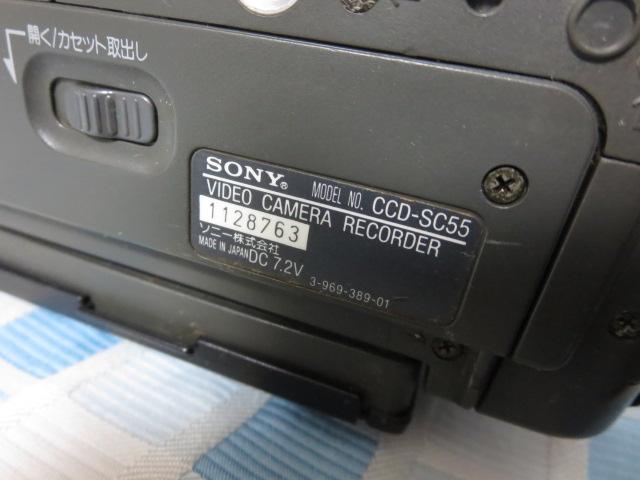 開く/カセット取出し
SONY® MODEL NO. CCD-SC55
VIDEO CAMERA RECORDER
1128763
ソニー株式会社
MADE IN JAPAN DC 7.2V 3-969-389-01